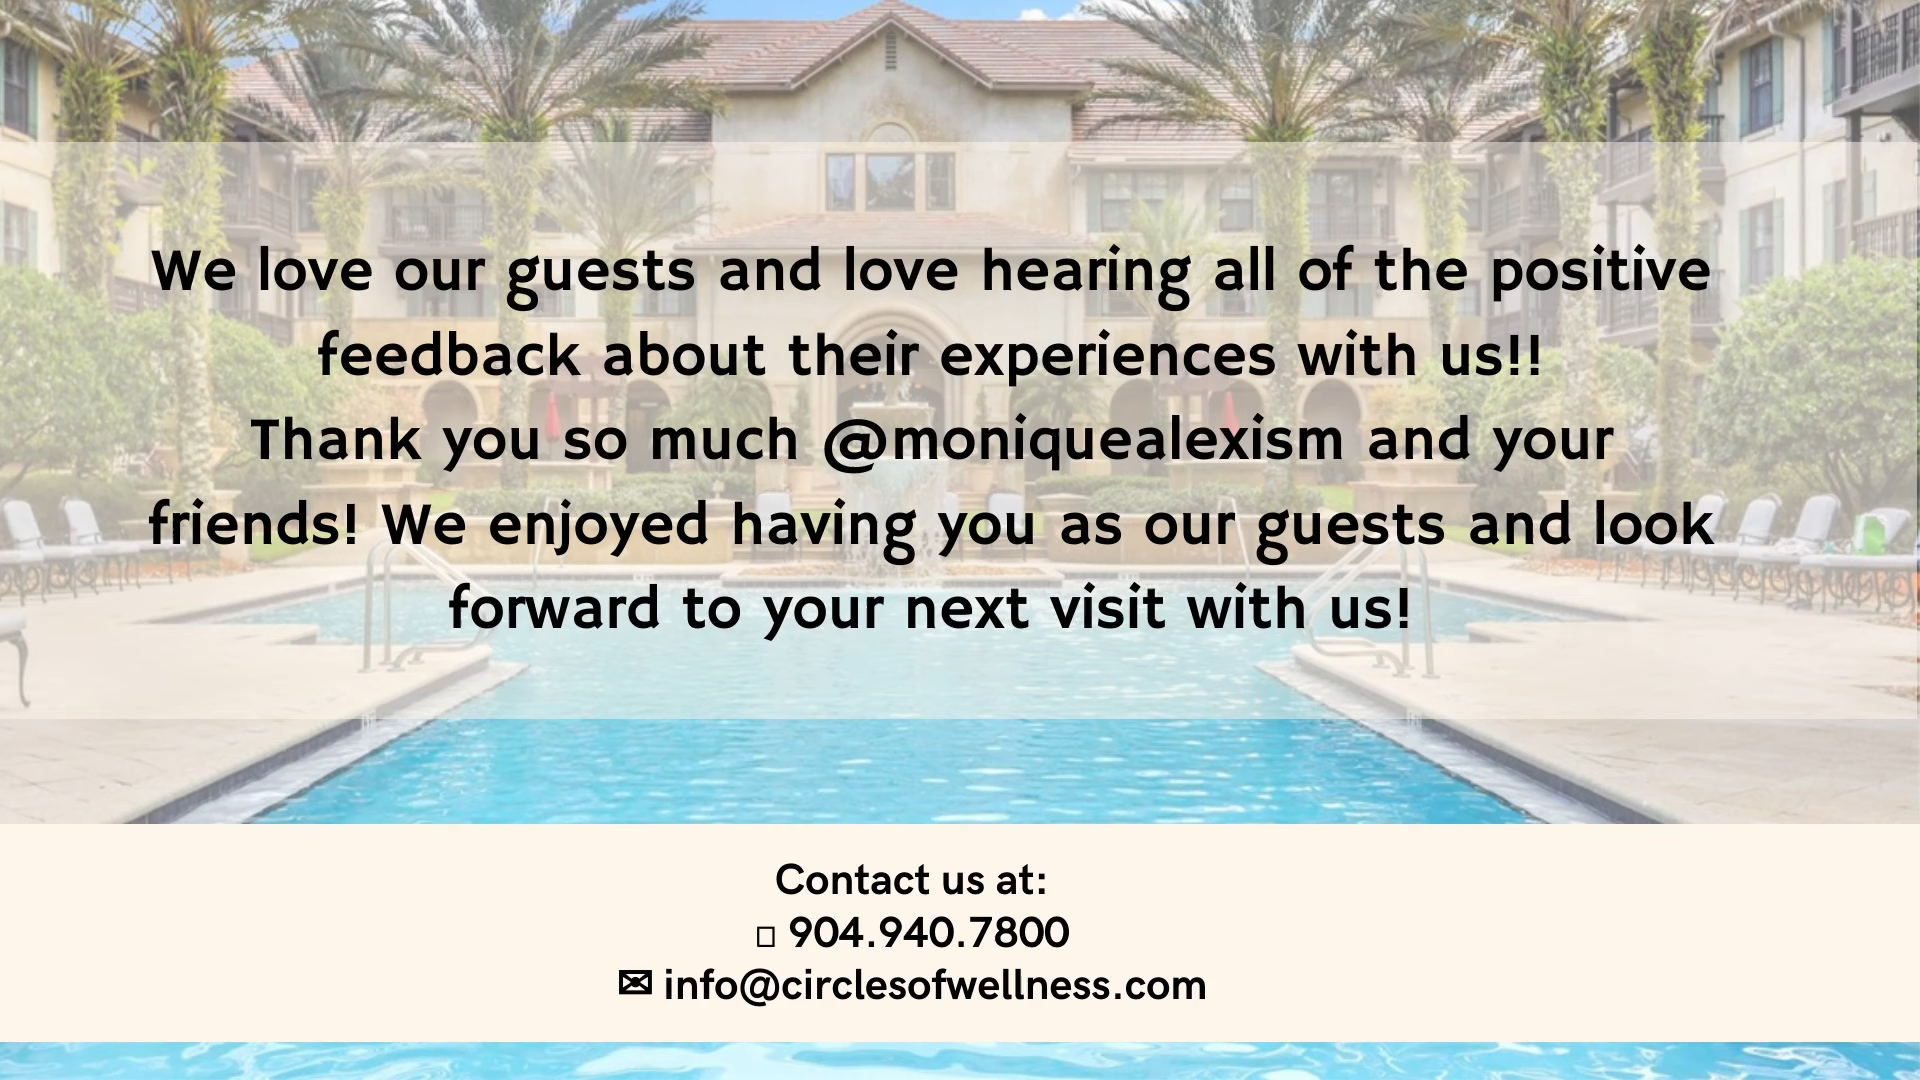 We love our guests and love hearing all of the positive
feedback about their experiences with us!!
Thank you so much @moniquealexism and your
friends! We enjoyed having you as our guests and look
forward to your next visit with us!
Contact us at:
904.940.7800
✉ info@circlesofwellness.com